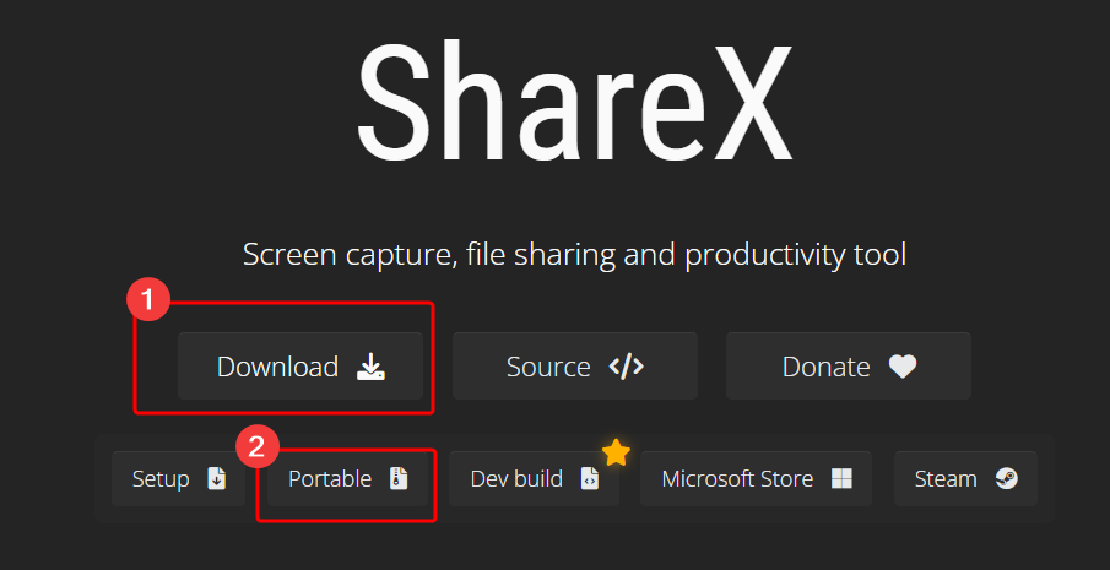 ShareX
Screen capture, file sharing and productivity tool
1
Download Source </> Donate
2
Setup Portable Dev build Microsoft Store Steam